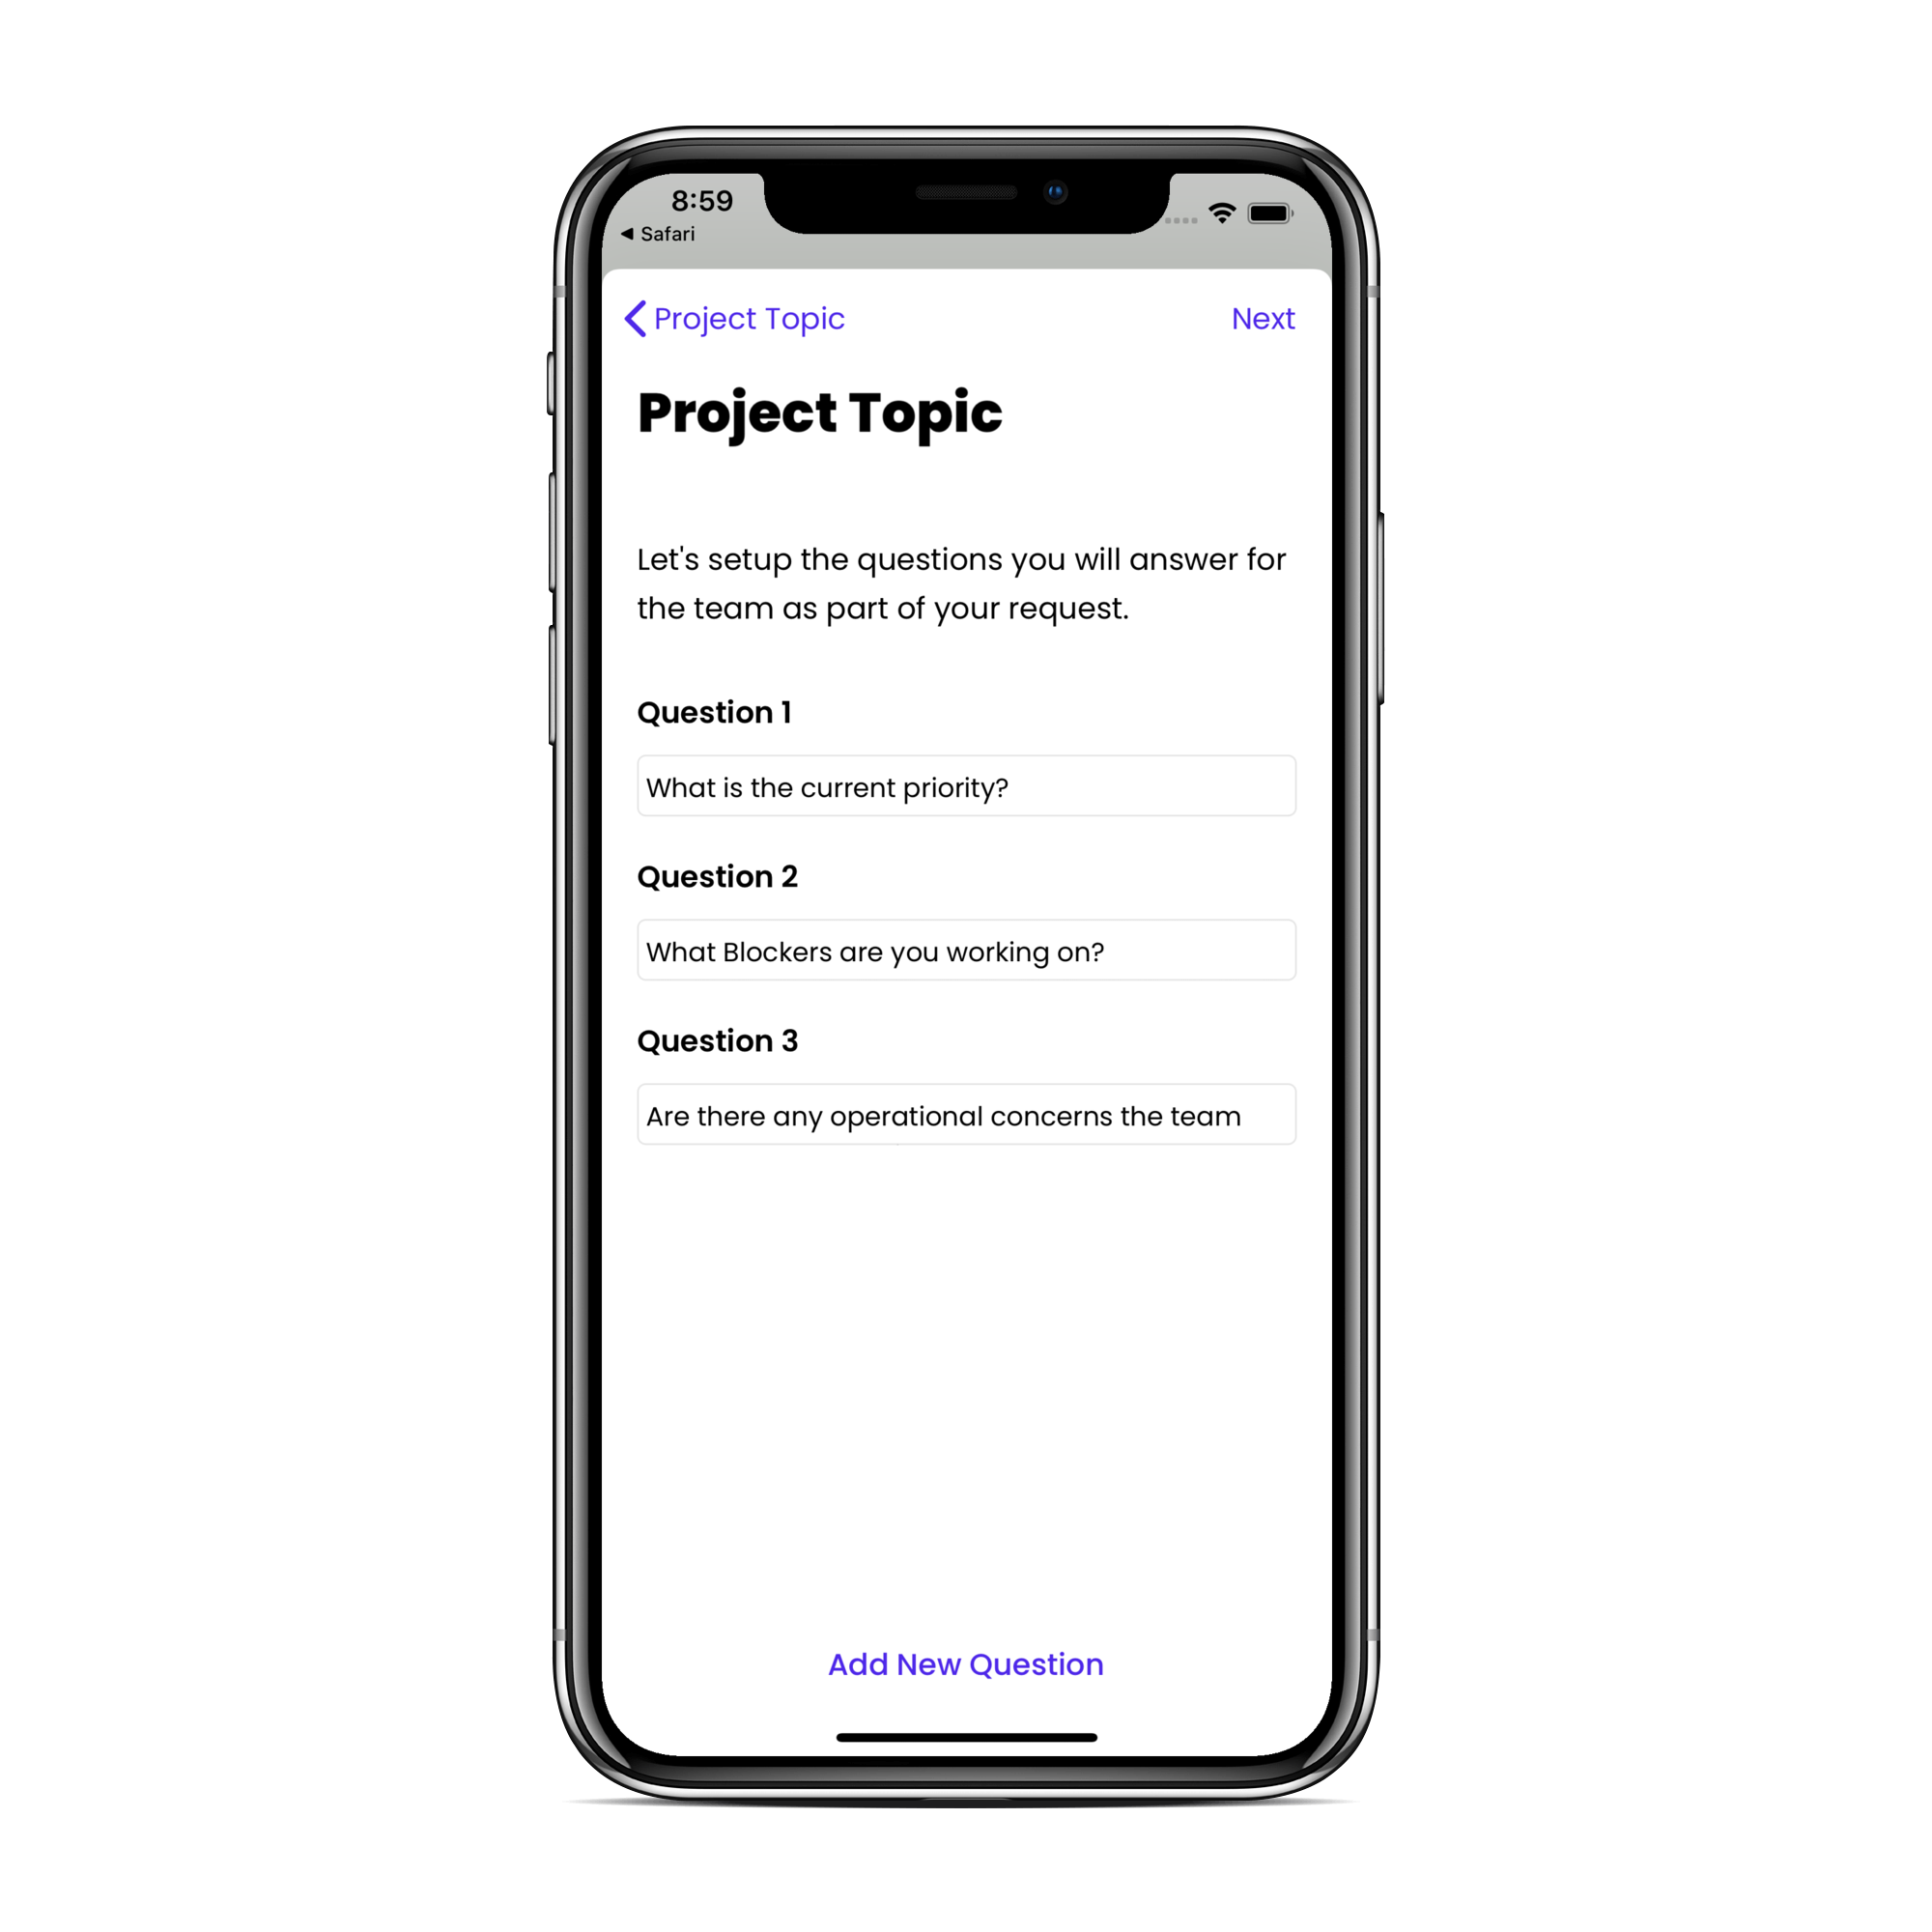 8:59
◀ Safari
Project Topic
Next
Project Topic
Let's setup the questions you will answer for
the team as part of your request.
Question 1
What is the current priority?
Question 2
What Blockers are you working on?
Question 3
Are there any operational concerns the team
Add New Question